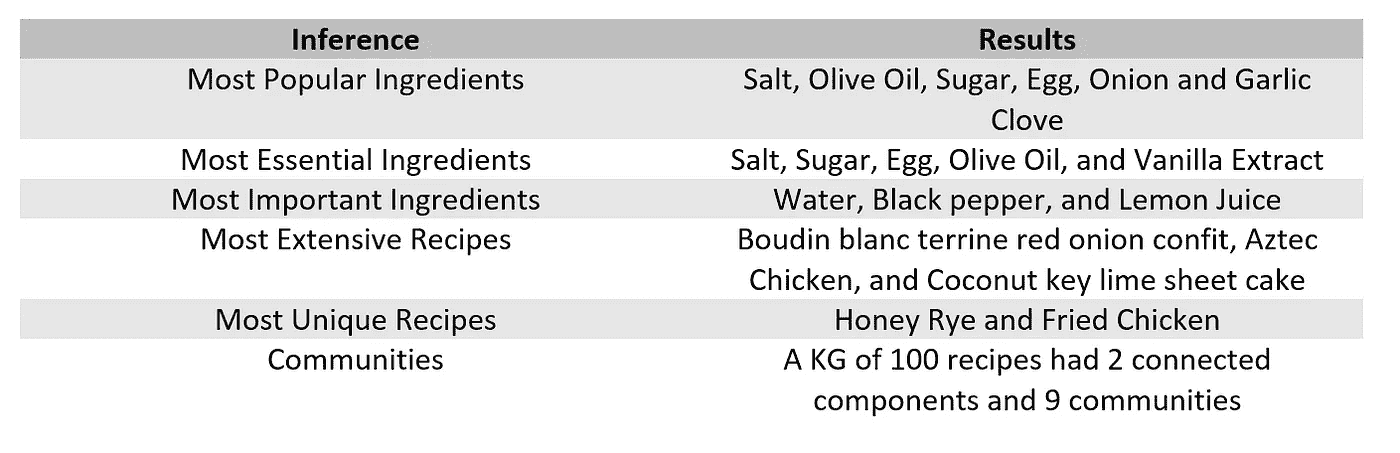 Inference Results
Most Popular Ingredients Salt, Olive Oil, Sugar, Egg, Onion and Garlic
Clove
Most Essential Ingredients Salt, Sugar, Egg, Olive Oil, and Vanilla Extract
Most Important Ingredients Water, Black pepper, and Lemon Juice
Most Extensive Recipes Boudin blanc terrine red onion confit, Aztec
Chicken, and Coconut key lime sheet cake
Most Unique Recipes Honey Rye and Fried Chicken
Communities A KG of 100 recipes had 2 connected
components and 9 communities